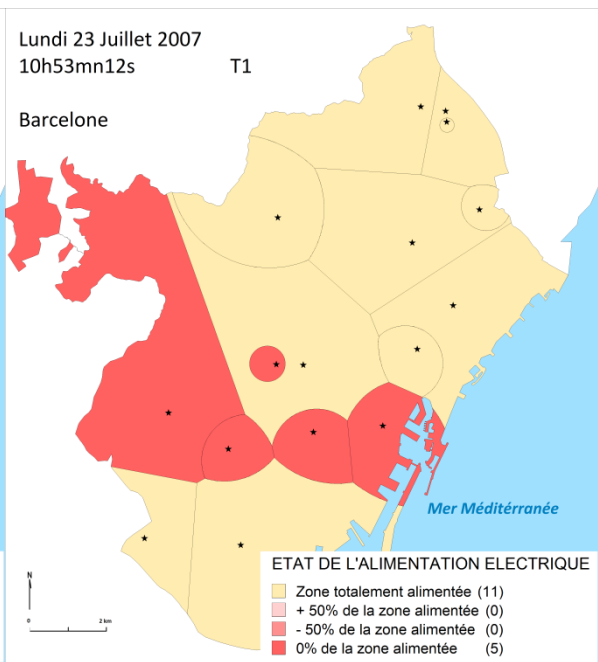 Lundi 23 Juillet 2007
10h53mn12s T1
Barcelone
Mer Méditérranée
ETAT DE L'ALIMENTATION ELECTRIQUE
Zone totalement alimentée (11)
+ 50% de la zone alimentée (0)
- 50% de la zone alimentée (0)
0% de la zone alimentée (5)
N
0 2 km